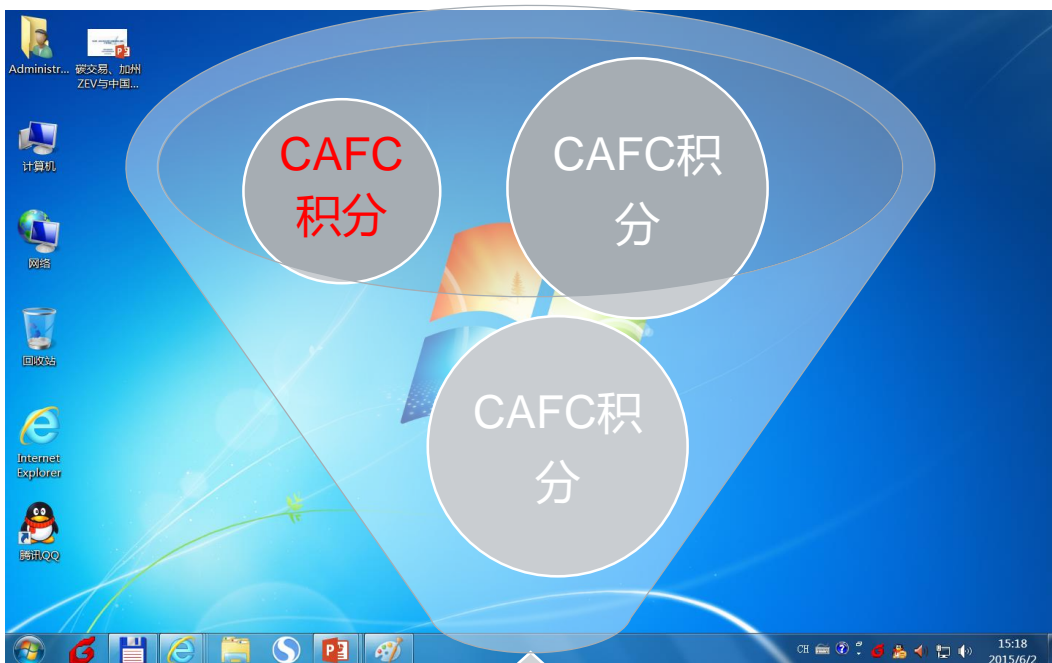 Administr...
碳交易、加州
ZEV与中国...
计算机
网络
回收站
Internet
Explorer
腾讯QQ
CAFC
积分
CAFC积
分
CAFC积
分
CH
15:18
2015/6/2